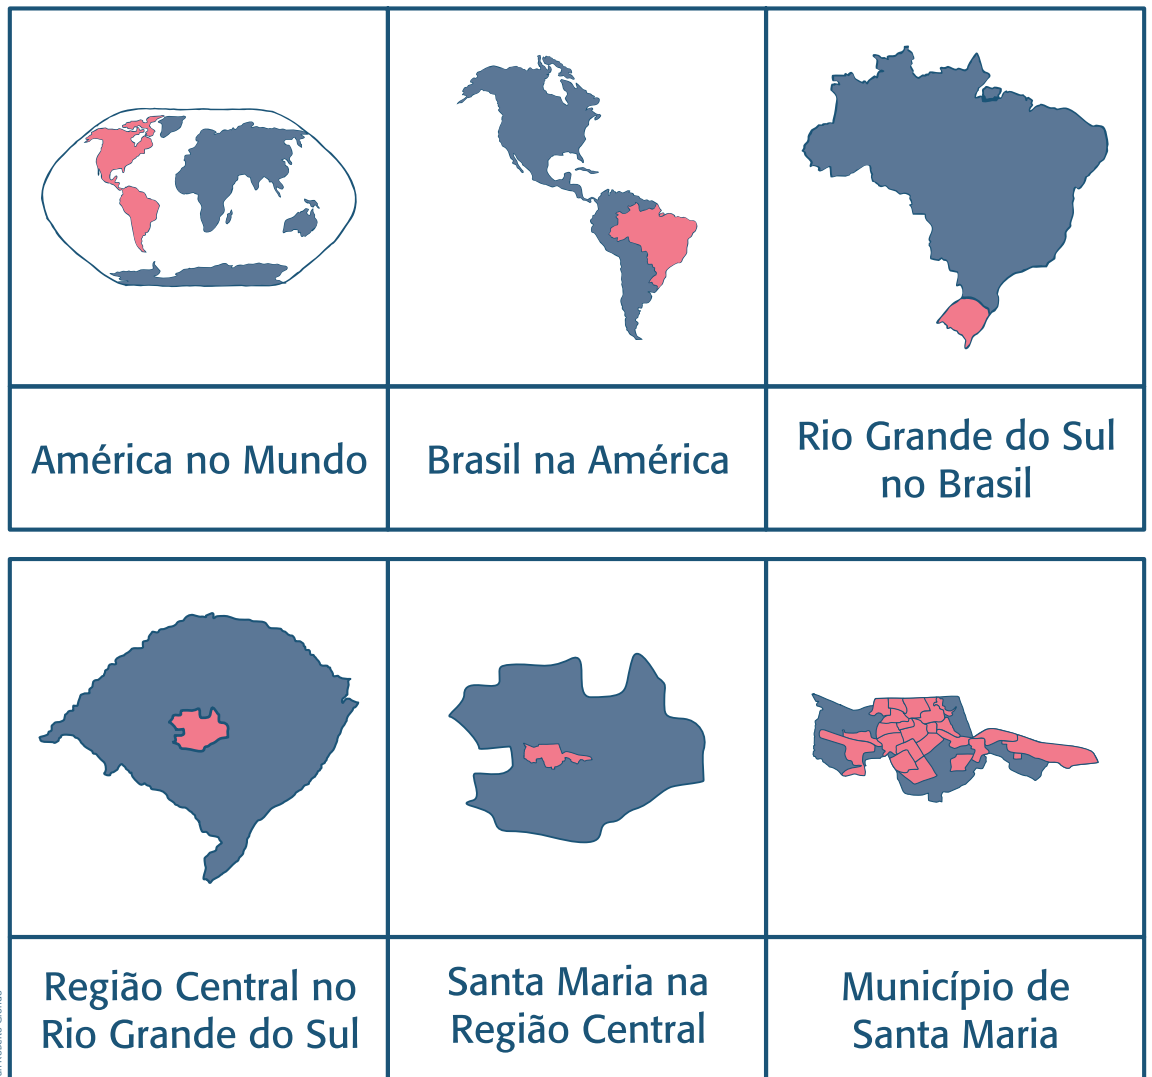 América no Mundo
Brasil na América
Rio Grande do Sul
no Brasil
Região Central no
Rio Grande do Sul
Santa Maria na
Região Central
Município de
Santa Maria